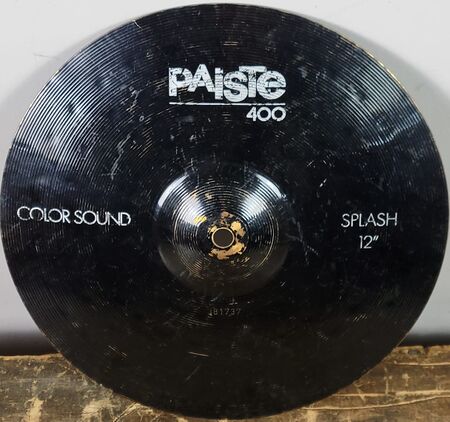 PAiSTe
400
COLOR SOUND
SPLASH
12"